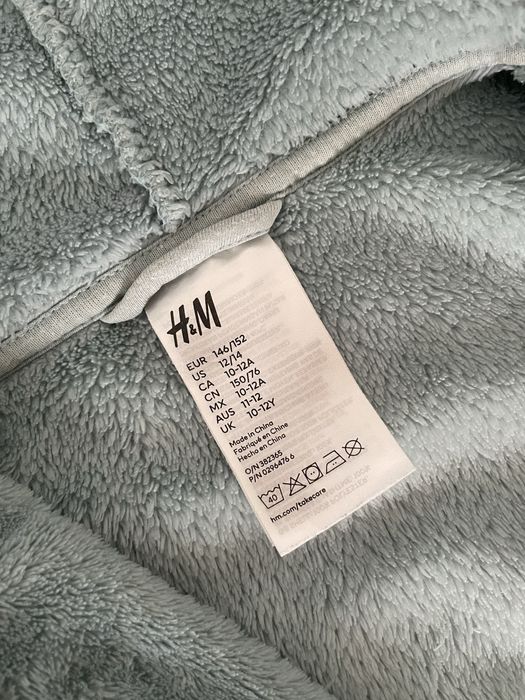 H&M
EUR 146/152
US 12/14
CA 10-12A
CN 150/76
MX 10-12A
AUS 11-12
UK 10-12Y
Made in China
Fabriqué en Chine
Hecho en China
O/N 382365
P/N 0296476 6
40
hm.com/takecare